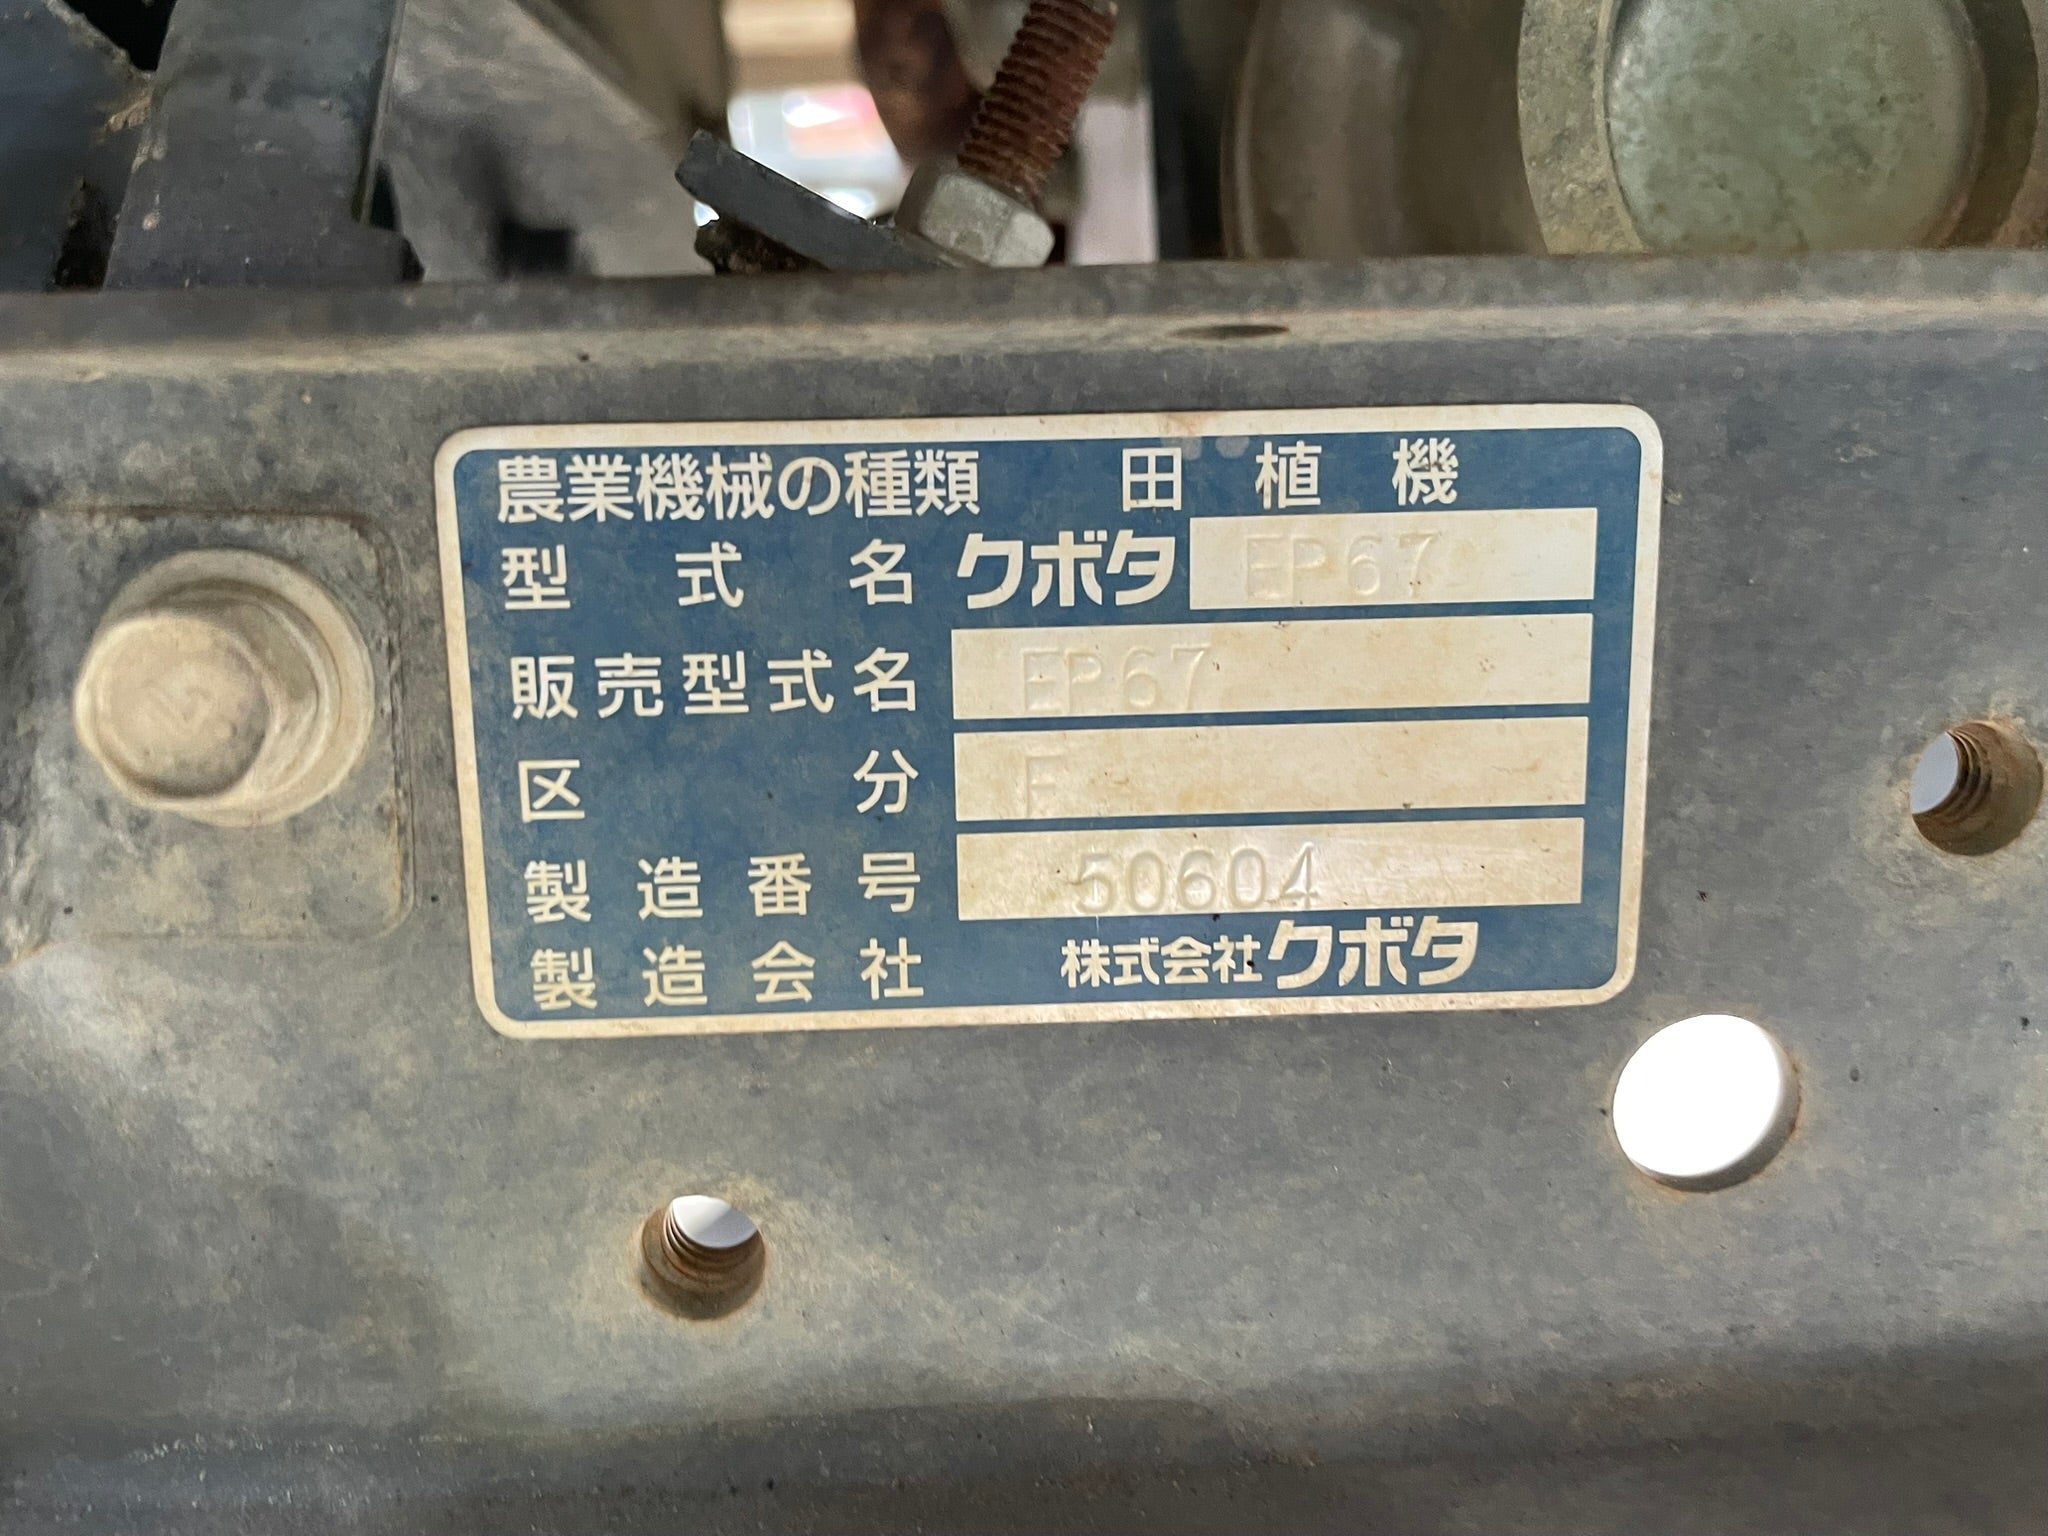 農業機械の種類 田植機
型式名 クボタ EP67
販売型式名 EP67
区分 F
製造番号 50604
製造会社 株式会社クボタ